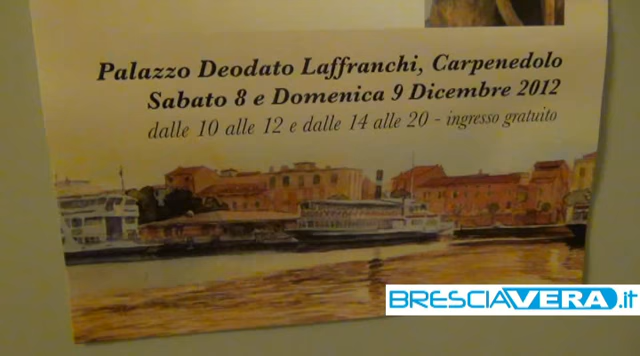 Palazzo Deodato Laffranchi, Carpenedolo
Sabato 8 e Domenica 9 Dicembre 2012
dalle 10 alle 12 e dalle 14 alle 20 - ingresso gratuito
BRESCIAVERA.it